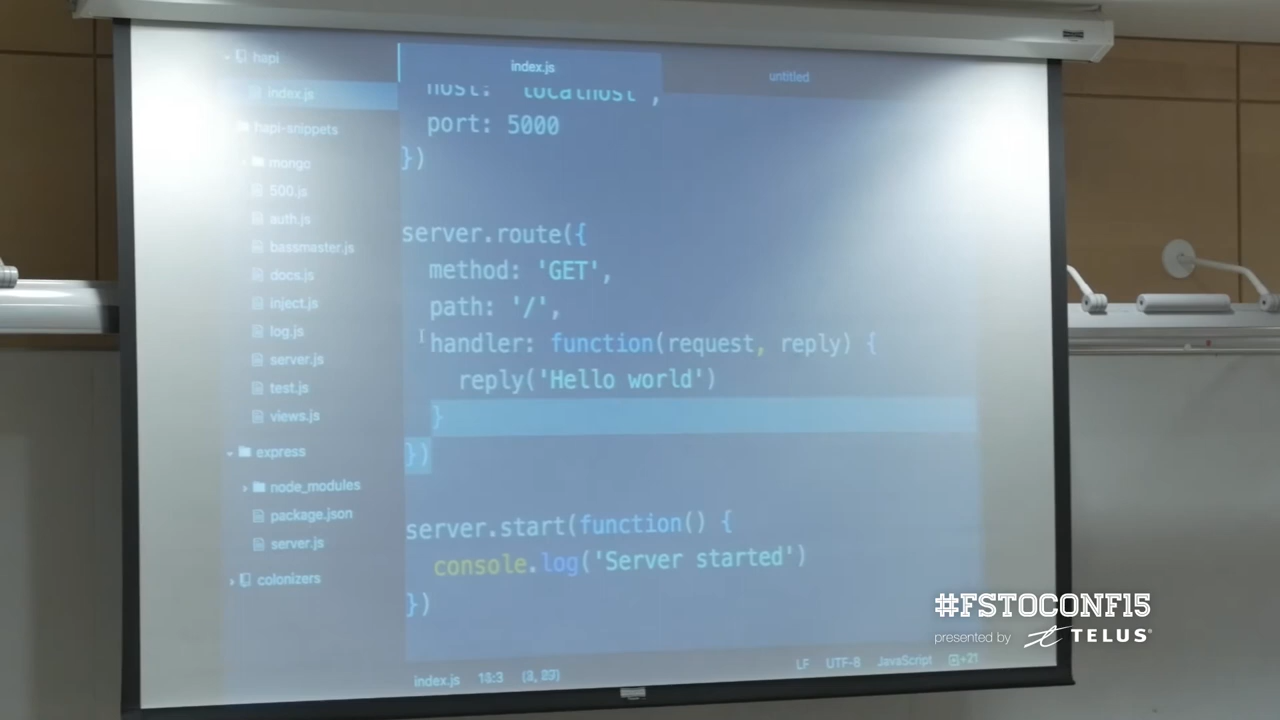 hapi
index.js
hapi-snippets
mongo
500.js
auth.js
bassmaster.js
docs.js
inject.js
log.js
server.js
test.js
views.js
express
node_modules
package.json
server.js
colonizers
index.js
untitled
host: 'localhost',
port: 5000
})
server.route({
method: 'GET',
path: '/',
handler: function(request, reply) {
reply('Hello world')
}
})
server.start(function() {
console.log('Server started')
})
index.js
LF UTF-8 JavaScript +21
#FSTOCONF15
presented by TELUS